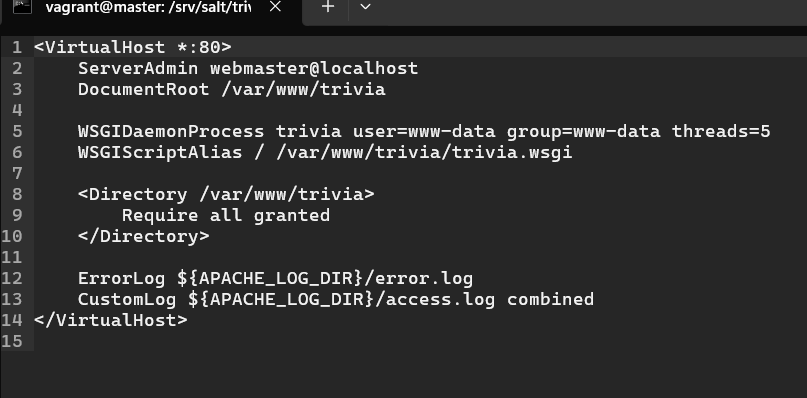 vagrant@master: /srv/salt/triv
1 <VirtualHost *:80>
2     ServerAdmin webmaster@localhost
3     DocumentRoot /var/www/trivia
4
5     WSGIDaemonProcess trivia user=www-data group=www-data threads=5
6     WSGIScriptAlias / /var/www/trivia/trivia.wsgi
7
8     <Directory /var/www/trivia>
9         Require all granted
10     </Directory>
11
12     ErrorLog ${APACHE_LOG_DIR}/error.log
13     CustomLog ${APACHE_LOG_DIR}/access.log combined
14 </VirtualHost>
15